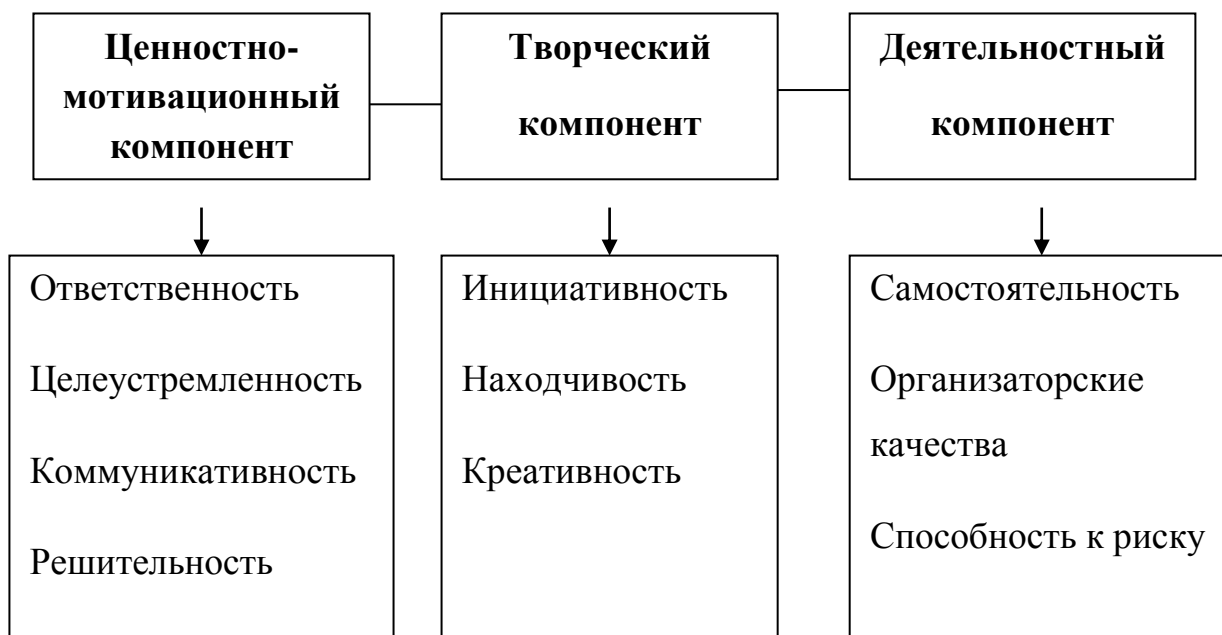 Ценностно-
мотивационный
компонент
Творческий
компонент
Деятельностный
компонент
Ответственность
Целеустремленность
Коммуникативность
Решительность
Инициативность
Находчивость
Креативность
Самостоятельность
Организаторские
качества
Способность к риску